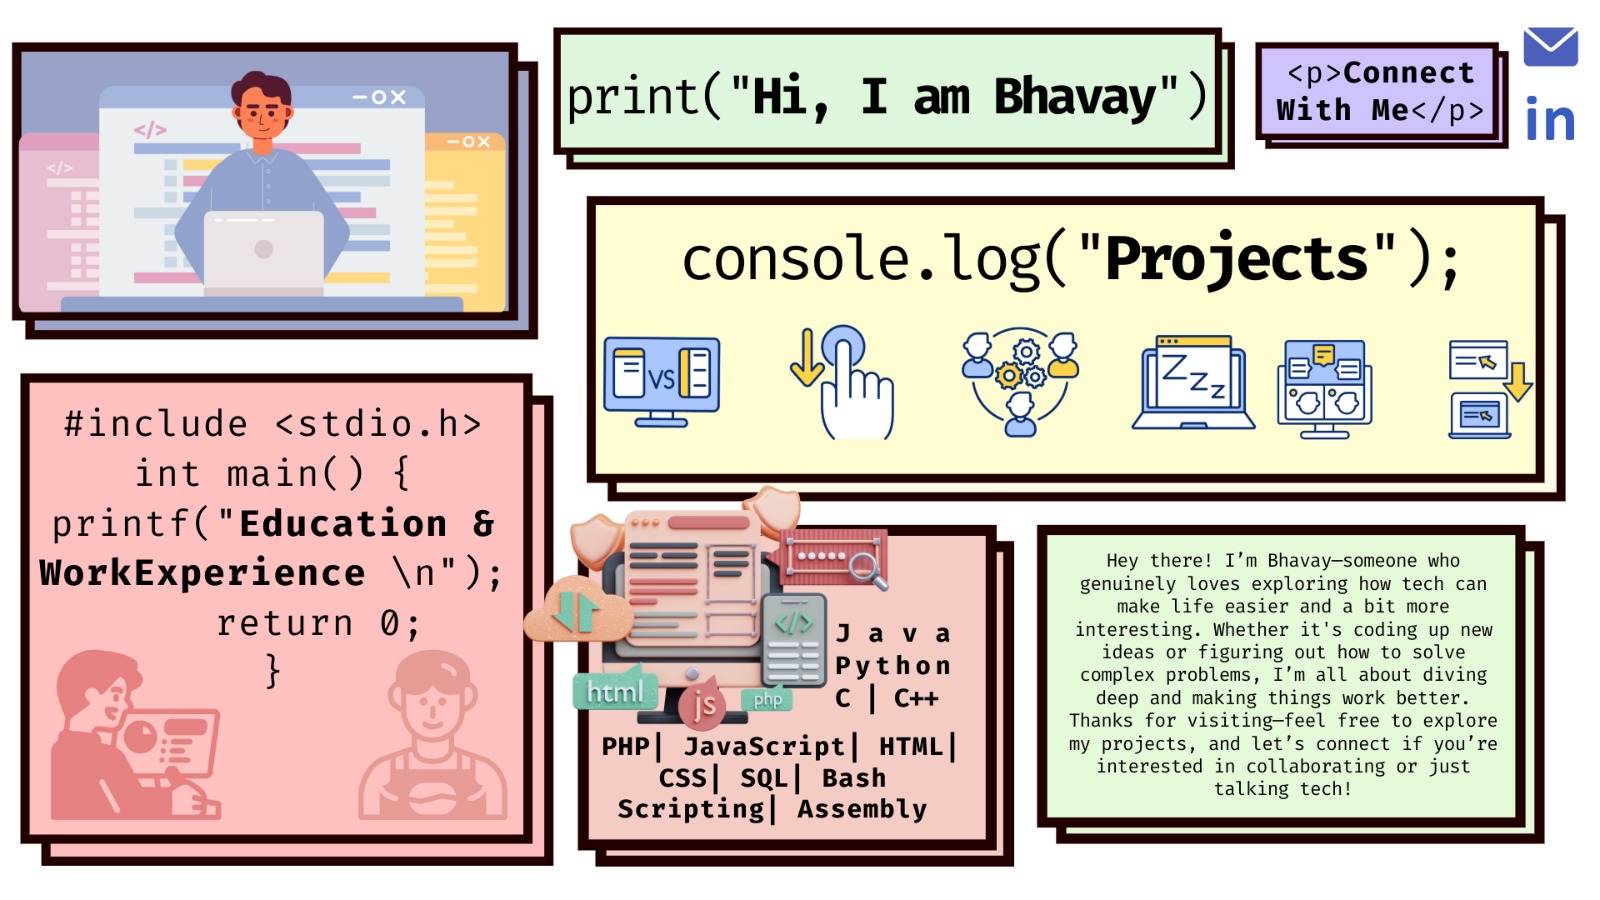 </>
</>
print("Hi, I am Bhavay")
<p>Connect
With Me</p>
in
console.log("Projects");
VS
Zzz
#include <stdio.h>
int main() {
printf("Education &
WorkExperience \n");
return 0;
}
</>
html
js
php
Java
Python
C | C++
PHP| JavaScript| HTML|
CSS| SQL| Bash
Scripting| Assembly
Hey there! I’m Bhavay—someone who
genuinely loves exploring how tech can
make life easier and a bit more
interesting. Whether it's coding up new
ideas or figuring out how to solve
complex problems, I’m all about diving
deep and making things work better.
Thanks for visiting—feel free to explore
my projects, and let’s connect if you’re
interested in collaborating or just
talking tech!